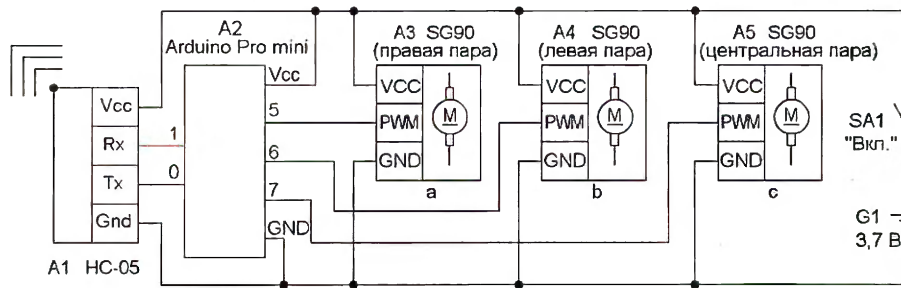 A2
Arduino Pro mini
A3 SG90
(правая пара)
A4 SG90
(левая пара)
A5 SG90
(центральная пара)
Vcc
Rx
Tx
Gnd
1
0
Vcc
5
6
7
GND
VCC
PWM
GND
M
a
VCC
PWM
GND
M
b
VCC
PWM
GND
M
c
SA1
"Вкл."
G1
3,7 В
A1 HC-05